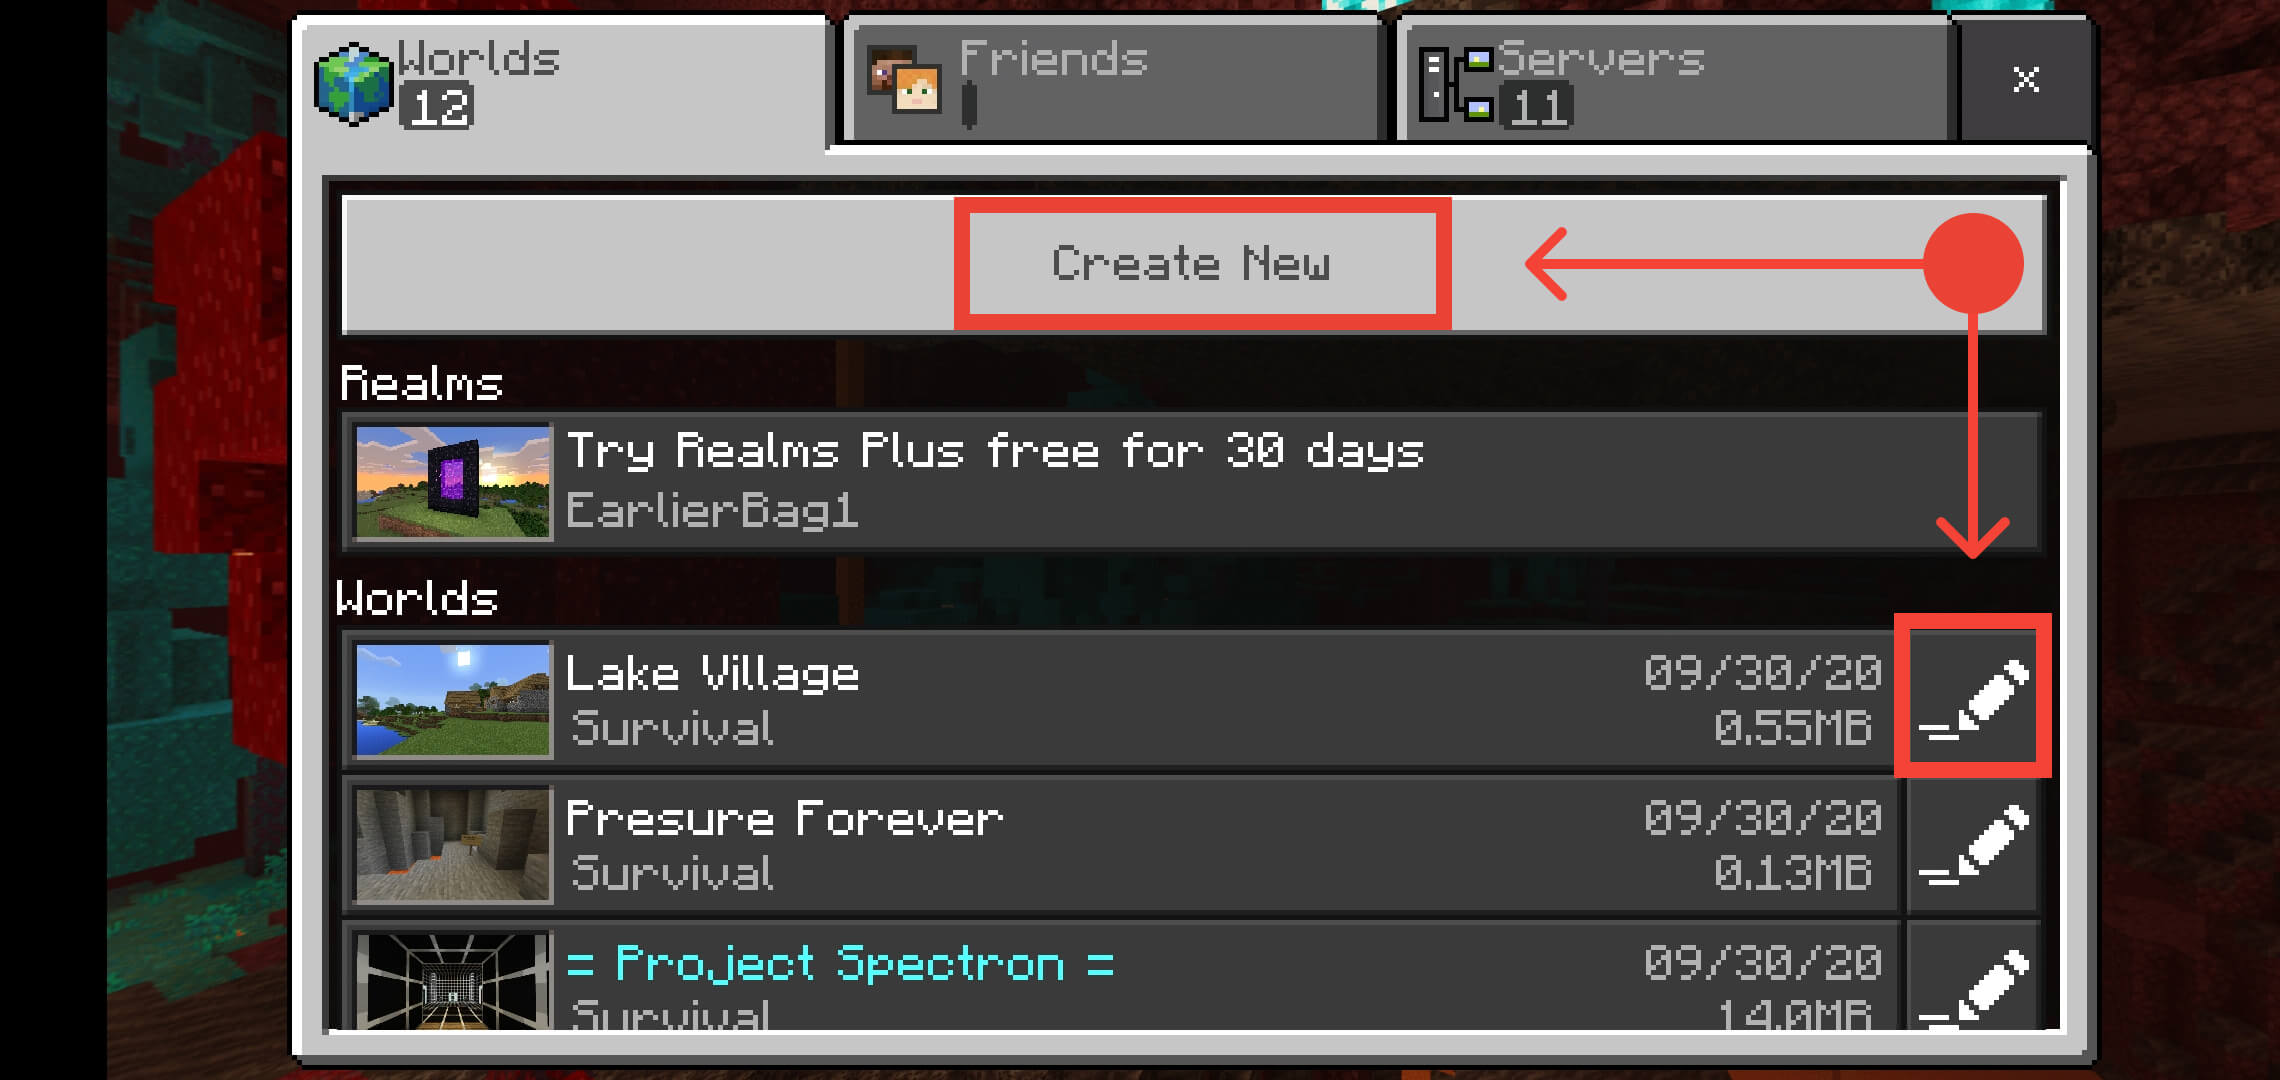 Worlds
12
Friends
Servers
11
Create New
Realms
Try Realms Plus free for 30 days
EarlierBag1
Worlds
Lake Village
09/30/20
Survival
0.55MB
Presure Forever
09/30/20
Survival
0.13MB
= Project Spectron =
09/30/20
Survival
14.0MB